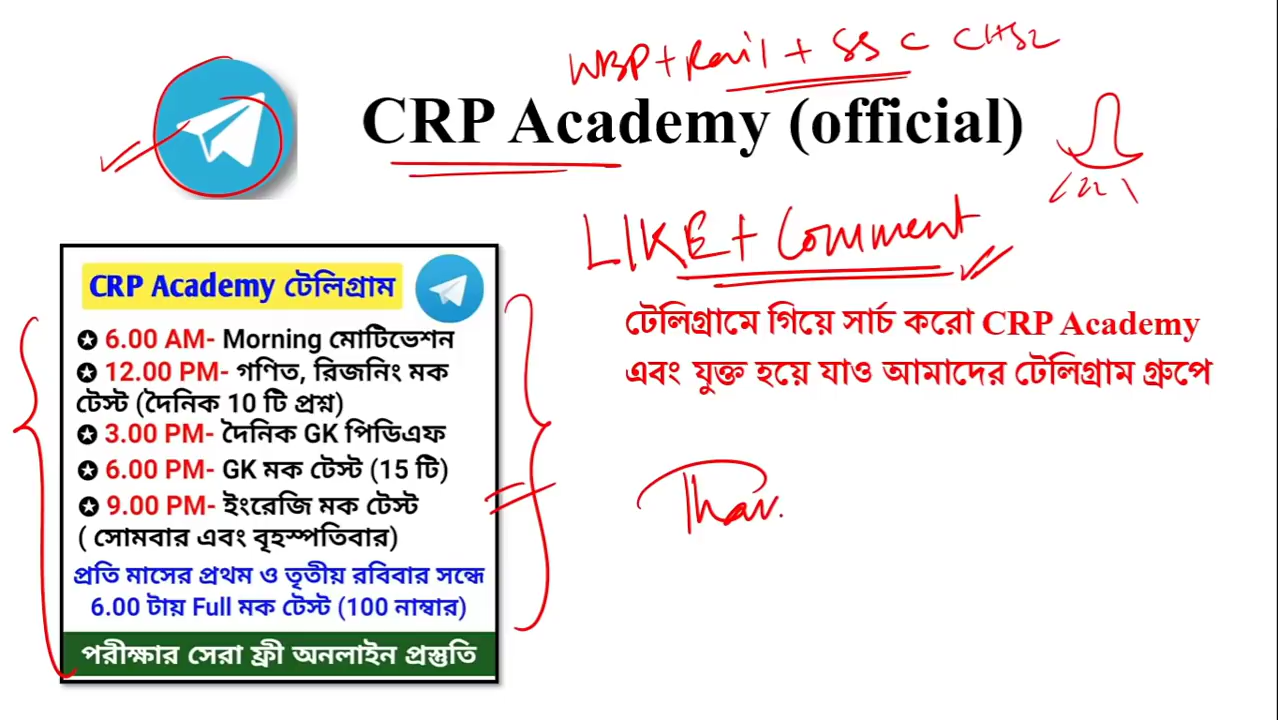 WBP + Rail + SSC CHSL
CRP Academy (official)
LIKE + Comment
CRP Academy টেলিগ্রাম
6.00 AM- Morning মোটিভেশন
12.00 PM- গণিত, রিজনিং মক
টেস্ট (দৈনিক 10 টি প্রশ্ন)
3.00 PM- দৈনিক GK পিডিএফ
6.00 PM- GK মক টেস্ট (15 টি)
9.00 PM- ইংরেজি মক টেস্ট
( সোমবার এবং বৃহস্পতিবার)
প্রতি মাসের প্রথম ও তৃতীয় রবিবার সন্ধে
6.00 টায় Full মক টেস্ট (100 নাম্বার)
পরীক্ষার সেরা ফ্রী অনলাইন প্রস্তুতি
টেলিগ্রামে গিয়ে সার্চ করো CRP Academy
এবং যুক্ত হয়ে যাও আমাদের টেলিগ্রাম গ্রুপে